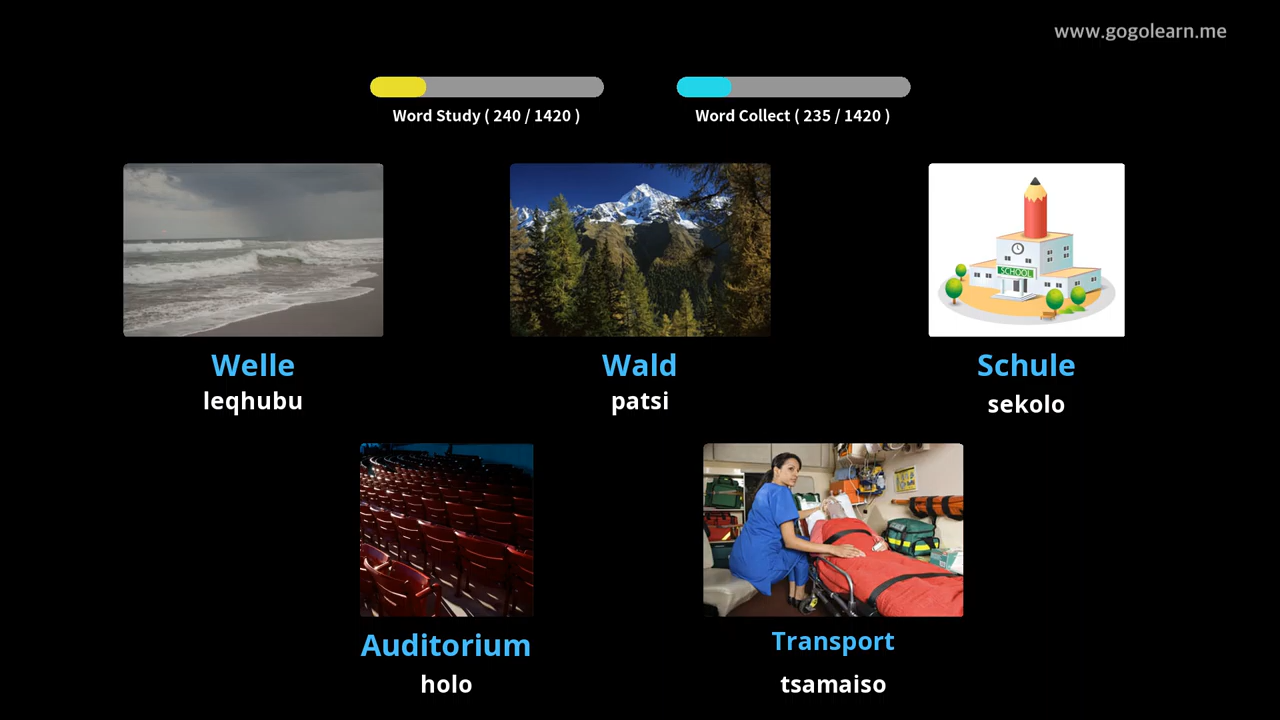 www.gogolearn.me
Word Study ( 240 / 1420 )
Word Collect ( 235 / 1420 )
SCHOOL
Welle
leqhubu
Wald
patsi
Schule
sekolo
Auditorium
holo
Transport
tsamaiso